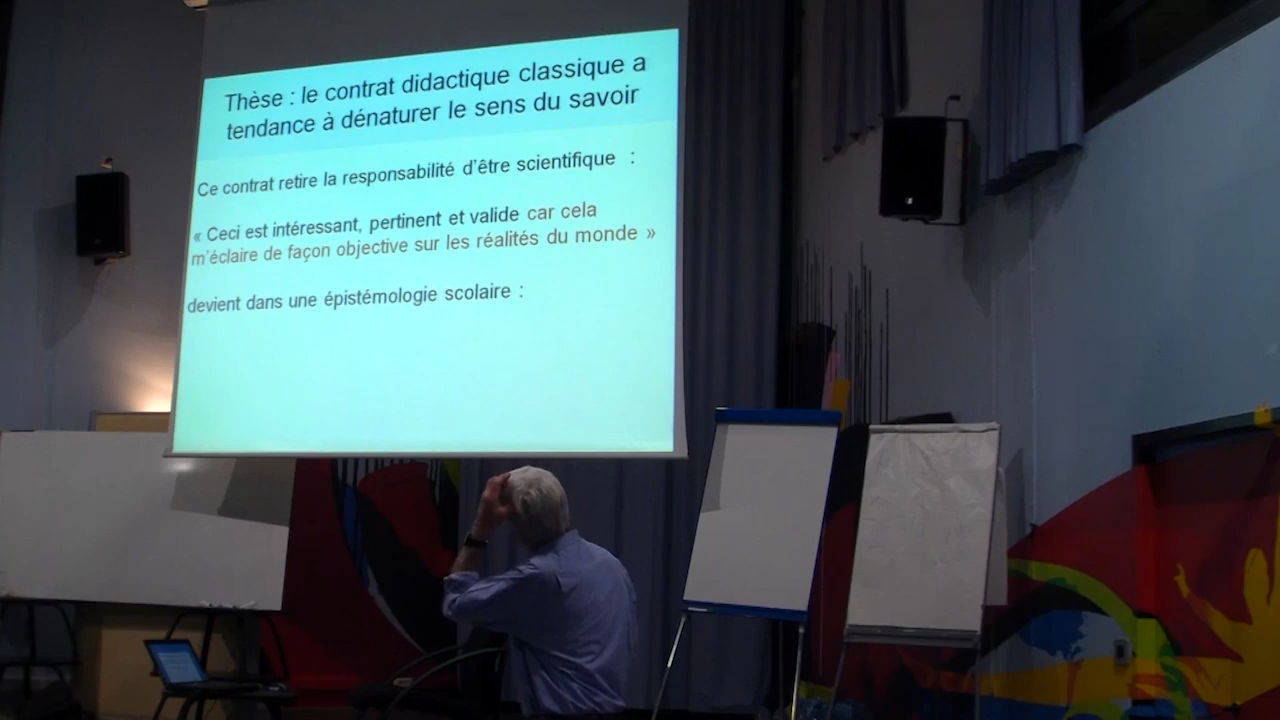 Thèse : le contrat didactique classique a
tendance à dénaturer le sens du savoir
Ce contrat retire la responsabilité d'être scientifique :
« Ceci est intéressant, pertinent et valide car cela
m'éclaire de façon objective sur les réalités du monde »
devient dans une épistémologie scolaire :